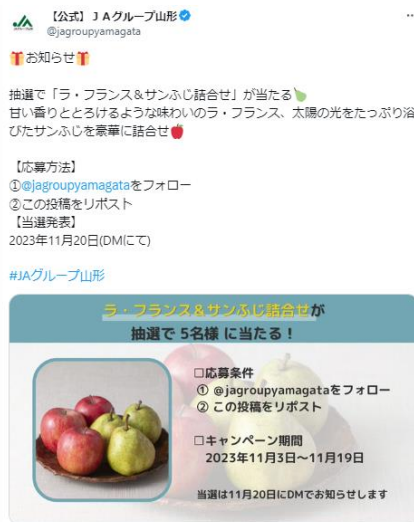 【公式】ＪＡグループ山形
@jagroupyamagata
お知らせ
抽選で「ラ・フランス＆サンふじ詰合せ」が当たる
甘い香りととろけるような味わいのラ・フランス、太陽の光をたっぷり浴
びたサンふじを豪華に詰合せ
【応募方法】
①@jagroupyamagataをフォロー
②この投稿をリポスト
【当選発表】
2023年11月20日(DMにて)
#JAグループ山形
ラ・フランス＆サンふじ詰合せが
抽選で 5名様 に当たる！
□応募条件
① @jagroupyamagataをフォロー
② この投稿をリポスト
□キャンペーン期間
2023年11月3日～11月19日
当選は11月20日にDMでお知らせします